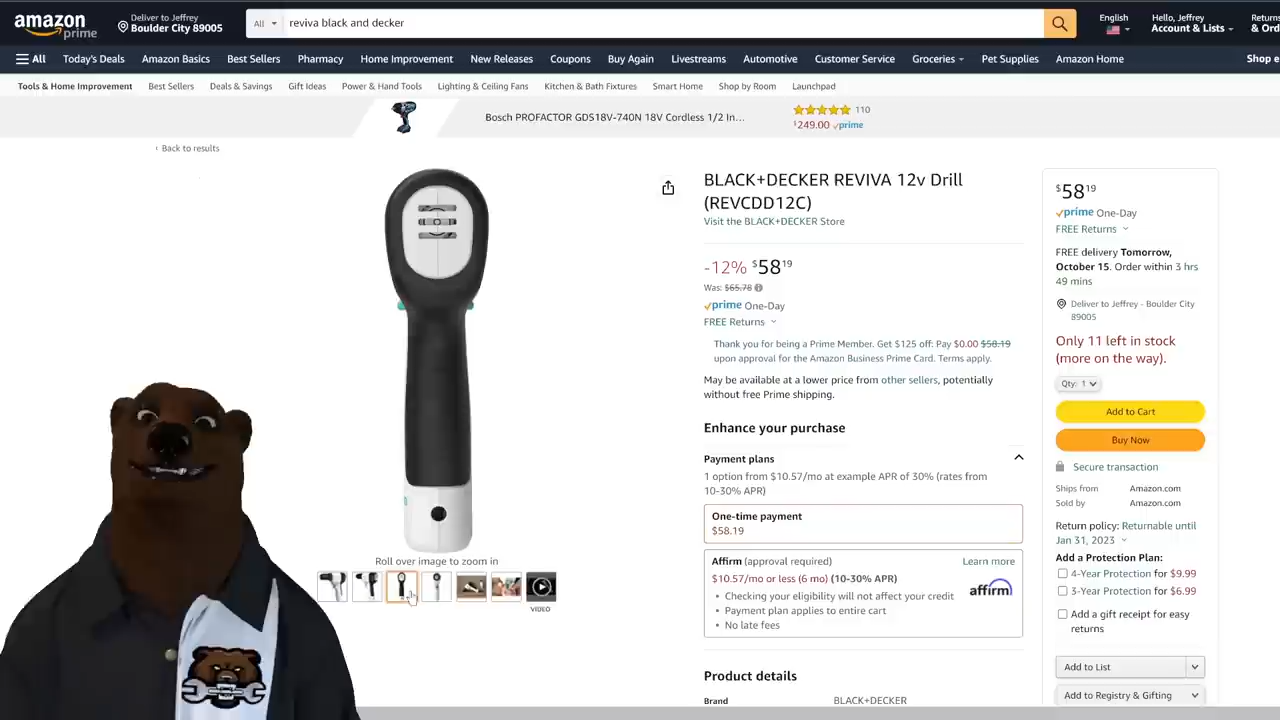 amazon
prime
Deliver to Jeffrey
Boulder City 89005
All
reviva black and decker
English
Hello, Jeffrey
Account & Lists
Returns
& Ord
All
Today's Deals
Amazon Basics
Best Sellers
Pharmacy
Home Improvement
New Releases
Coupons
Buy Again
Livestreams
Automotive
Customer Service
Groceries
Pet Supplies
Amazon Home
Shop e
Tools & Home Improvement
Best Sellers
Deals & Savings
Gift Ideas
Power & Hand Tools
Lighting & Ceiling Fans
Kitchen & Bath Fixtures
Smart Home
Shop by Room
Launchpad
Bosch PROFACTOR GDS18V-740N 18V Cordless 1/2 In...
110
$249.00 prime
‹ Back to results
BLACK+DECKER REVIVA 12v Drill
(REVCDD12C)
Visit the BLACK+DECKER Store
-12% $58 19
Was: $65.78
prime One-Day
FREE Returns
Thank you for being a Prime Member. Get $125 off: Pay $0.00 $58.19
upon approval for the Amazon Business Prime Card. Terms apply.
May be available at a lower price from other sellers, potentially
without free Prime shipping.
Enhance your purchase
Payment plans
1 option from $10.57/mo at example APR of 30% (rates from
10-30% APR)
One-time payment
$58.19
Affirm (approval required)
Learn more
$10.57/mo or less (6 mo) (10-30% APR)
affirm
• Checking your eligibility will not affect your credit
• Payment plan applies to entire cart
• No late fees
Product details
Brand
BLACK+DECKER
Roll over image to zoom in
VIDEO
$58 19
prime One-Day
FREE Returns
FREE delivery Tomorrow,
October 15. Order within 3 hrs
49 mins
Deliver to Jeffrey - Boulder City
89005
Only 11 left in stock
(more on the way).
Qty: 1
Add to Cart
Buy Now
Secure transaction
Ships from
Amazon.com
Sold by
Amazon.com
Return policy: Returnable until
Jan 31, 2023
Add a Protection Plan:
4-Year Protection for $9.99
3-Year Protection for $6.99
Add a gift receipt for easy
returns
Add to List
Add to Registry & Gifting